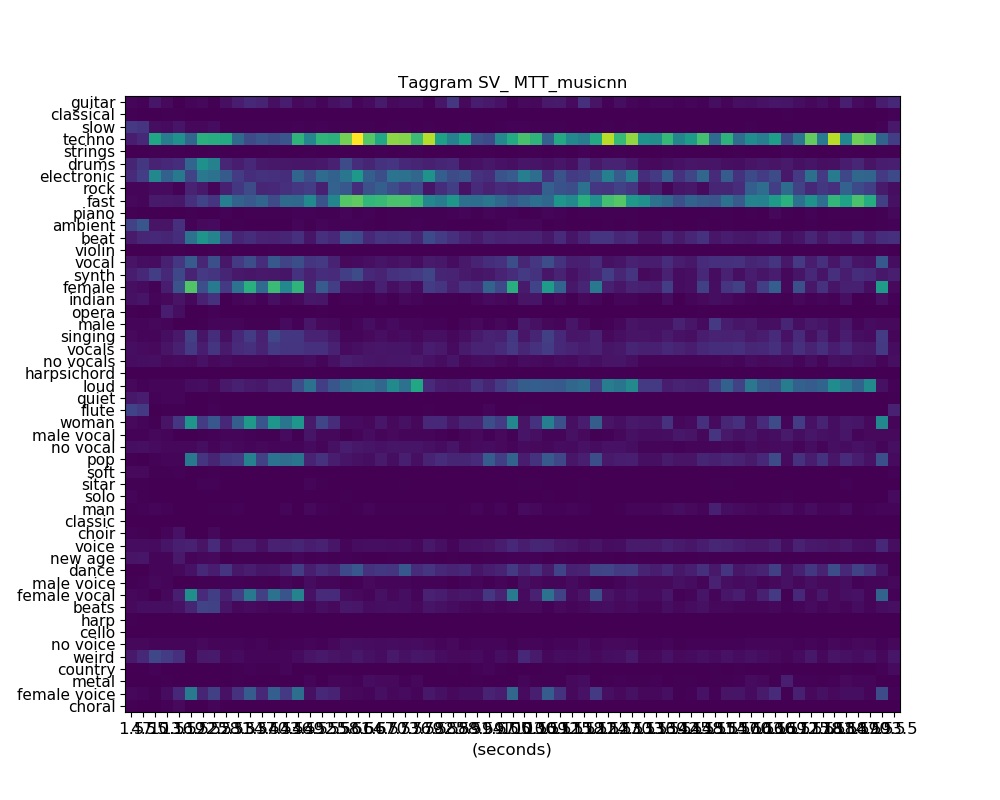 Taggram SV_ MTT_musicnn
guitar
classical
slow
techno
strings
drums
electronic
rock
fast
piano
ambient
beat
violin
vocal
synth
female
indian
opera
male
singing
vocals
no vocals
harpsichord
loud
quiet
flute
woman
male vocal
no vocal
pop
soft
sitar
solo
man
classic
choir
voice
new age
dance
male voice
female vocal
beats
harp
cello
no voice
weird
country
metal
female voice
choral
(seconds)